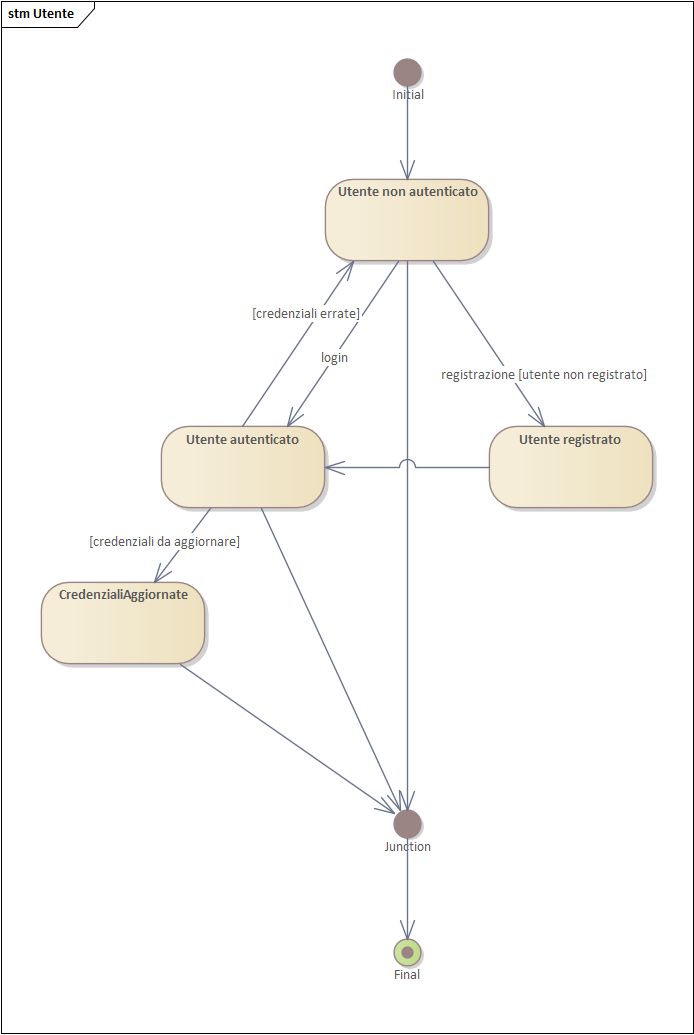 stm Utente
Initial
Utente non autenticato
[credenziali errate]
login
registrazione [utente non registrato]
Utente autenticato
Utente registrato
[credenziali da aggiornare]
CredenzialiAggiornate
Junction
Final